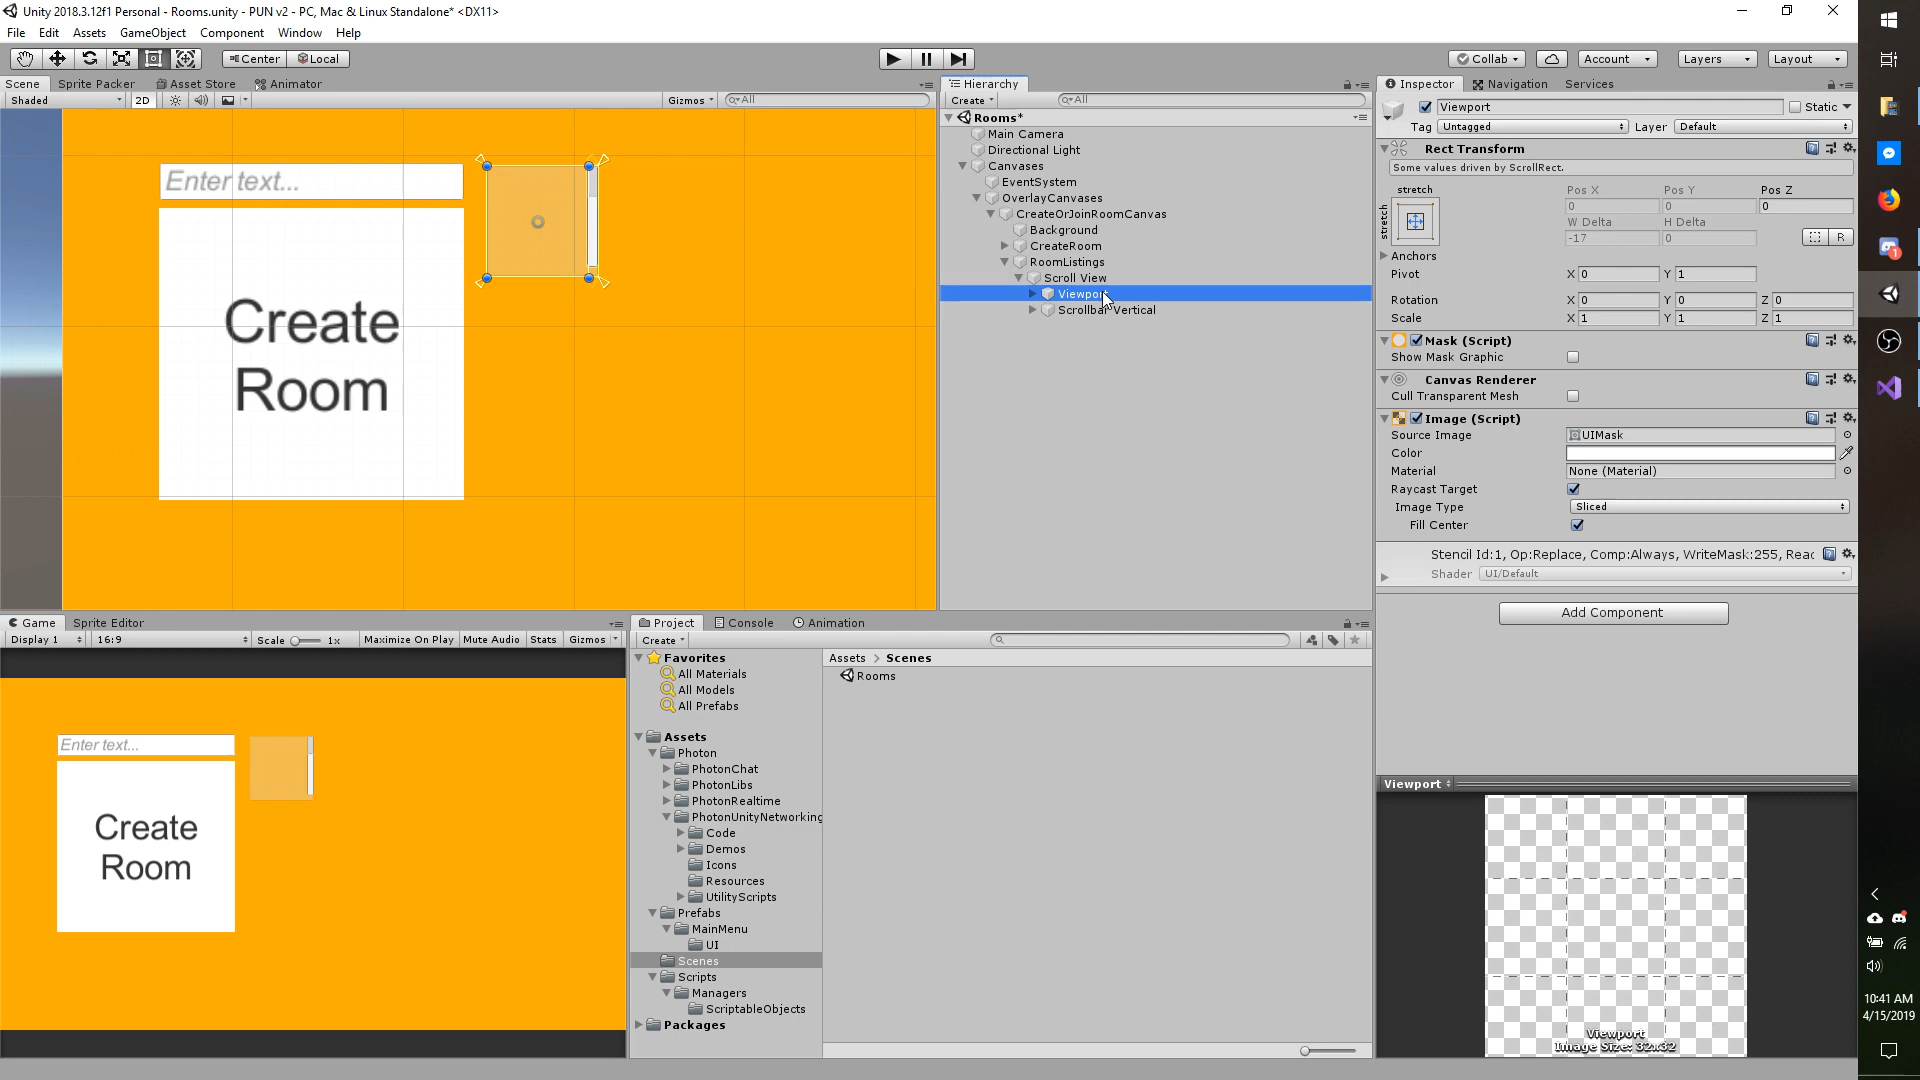 Unity 2018.3.12f1 Personal - Rooms.unity - PUN v2 - PC, Mac & Linux Standalone* <DX11>
File Edit Assets GameObject Component Window Help
Center Local
Collab Account Layers Layout
Scene Sprite Packer Asset Store Animator
Shaded 2D Gizmos All
Enter text...
Create
Room
Hierarchy
Create All
Rooms*
Main Camera
Directional Light
Canvases
EventSystem
OverlayCanvases
CreateOrJoinRoomCanvas
Background
CreateRoom
RoomListings
Scroll View
Viewport
Scrollbar Vertical
Inspector Navigation Services
Viewport Static
Tag Untagged Layer Default
Rect Transform
Some values driven by ScrollRect.
stretch Pos X Pos Y Pos Z
stretch 0 0 0
W Delta H Delta
-17 0 R
Anchors
Pivot X 0 Y 1
Rotation X 0 Y 0 Z 0
Scale X 1 Y 1 Z 1
Mask (Script)
Show Mask Graphic
Canvas Renderer
Cull Transparent Mesh
Image (Script)
Source Image UIMask
Color
Material None (Material)
Raycast Target
Image Type Sliced
Fill Center
Stencil Id:1, Op:Replace, Comp:Always, WriteMask:255, Reac
Shader UI/Default
Add Component
Viewport
Viewport
Image Size: 32x32
Game Sprite Editor
Display 1 16:9 Scale 1x Maximize On Play Mute Audio Stats Gizmos
Enter text...
Create
Room
Project Console Animation
Create
Favorites
All Materials
All Models
All Prefabs
Assets
Photon
PhotonChat
PhotonLibs
PhotonRealtime
PhotonUnityNetworking
Code
Demos
Icons
Resources
UtilityScripts
Prefabs
MainMenu
UI
Scenes
Scripts
Managers
ScriptableObjects
Packages
Assets > Scenes
Rooms
1
10:41 AM
4/15/2019